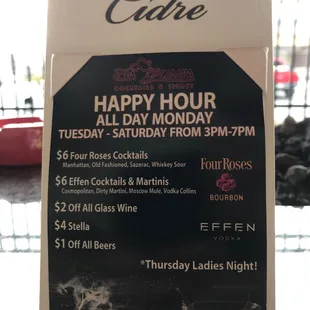 Cidre
COCKTAILS & SPIRITS
HAPPY HOUR
ALL DAY MONDAY
TUESDAY - SATURDAY FROM 3PM-7PM
$6 Four Roses Cocktails
Manhattan, Old Fashioned, Sazerac, Whiskey Sour
$6 Effen Cocktails & Martinis
Cosmopolitan, Dirty Martini, Moscow Mule, Vodka Collins
$2 Off All Glass Wine
$4 Stella
$1 Off All Beers
Four Roses
BOURBON
EFFEN
VODKA
*Thursday Ladies Night!